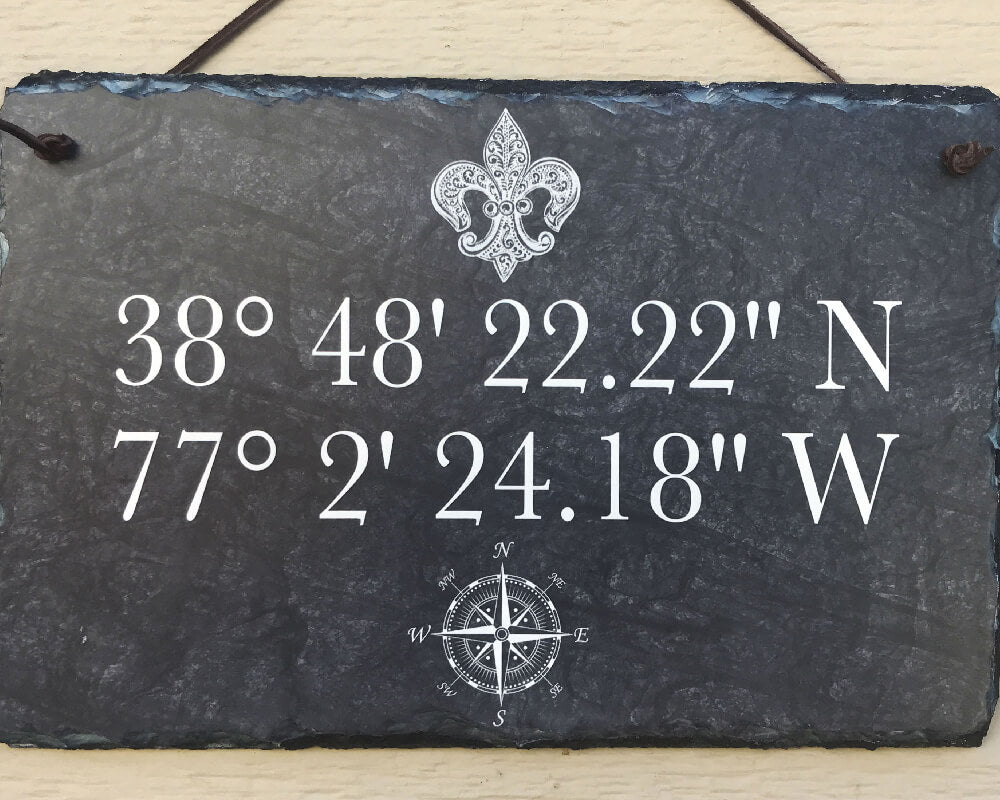 38° 48' 22.22" N
77° 2' 24.18" W
N
NW NE
W E
SW SE
S